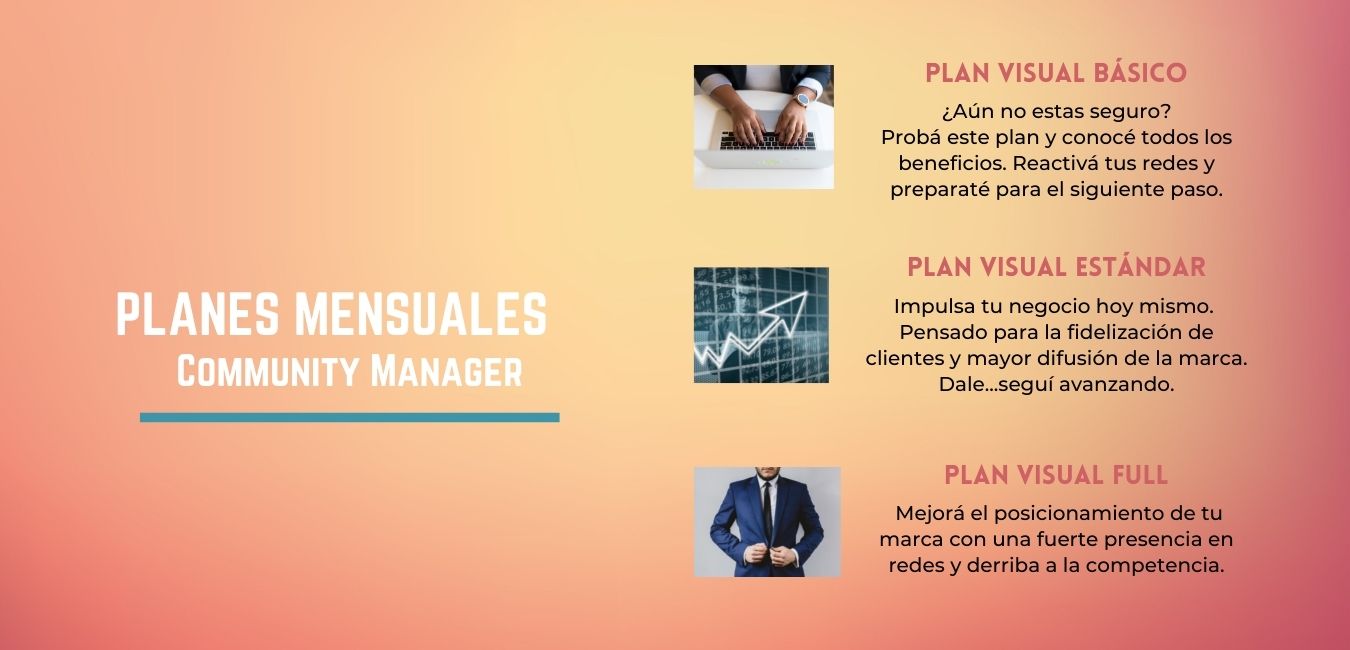 PLANES MENSUALES
COMMUNITY MANAGER
PLAN VISUAL BÁSICO
¿Aún no estas seguro?
Probá este plan y conocé todos los
beneficios. Reactivá tus redes y
preparaté para el siguiente paso.
PLAN VISUAL ESTÁNDAR
Impulsa tu negocio hoy mismo.
Pensado para la fidelización de
clientes y mayor difusión de la marca.
Dale...seguí avanzando.
PLAN VISUAL FULL
Mejorá el posicionamiento de tu
marca con una fuerte presencia en
redes y derriba a la competencia.